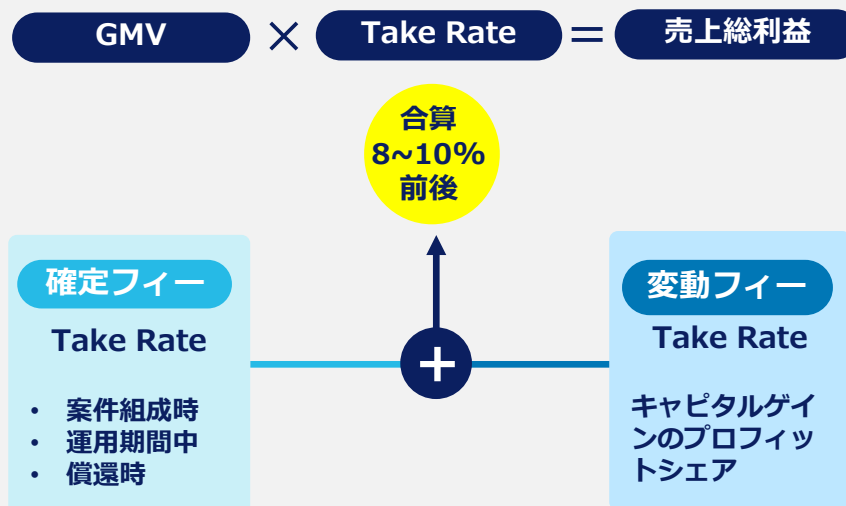 GMV × Take Rate = 売上総利益
合算
8~10%
前後
確定フィー
Take Rate
• 案件組成時
• 運用期間中
• 償還時
+
変動フィー
Take Rate
キャピタルゲイ
ンのプロフィッ
トシェア